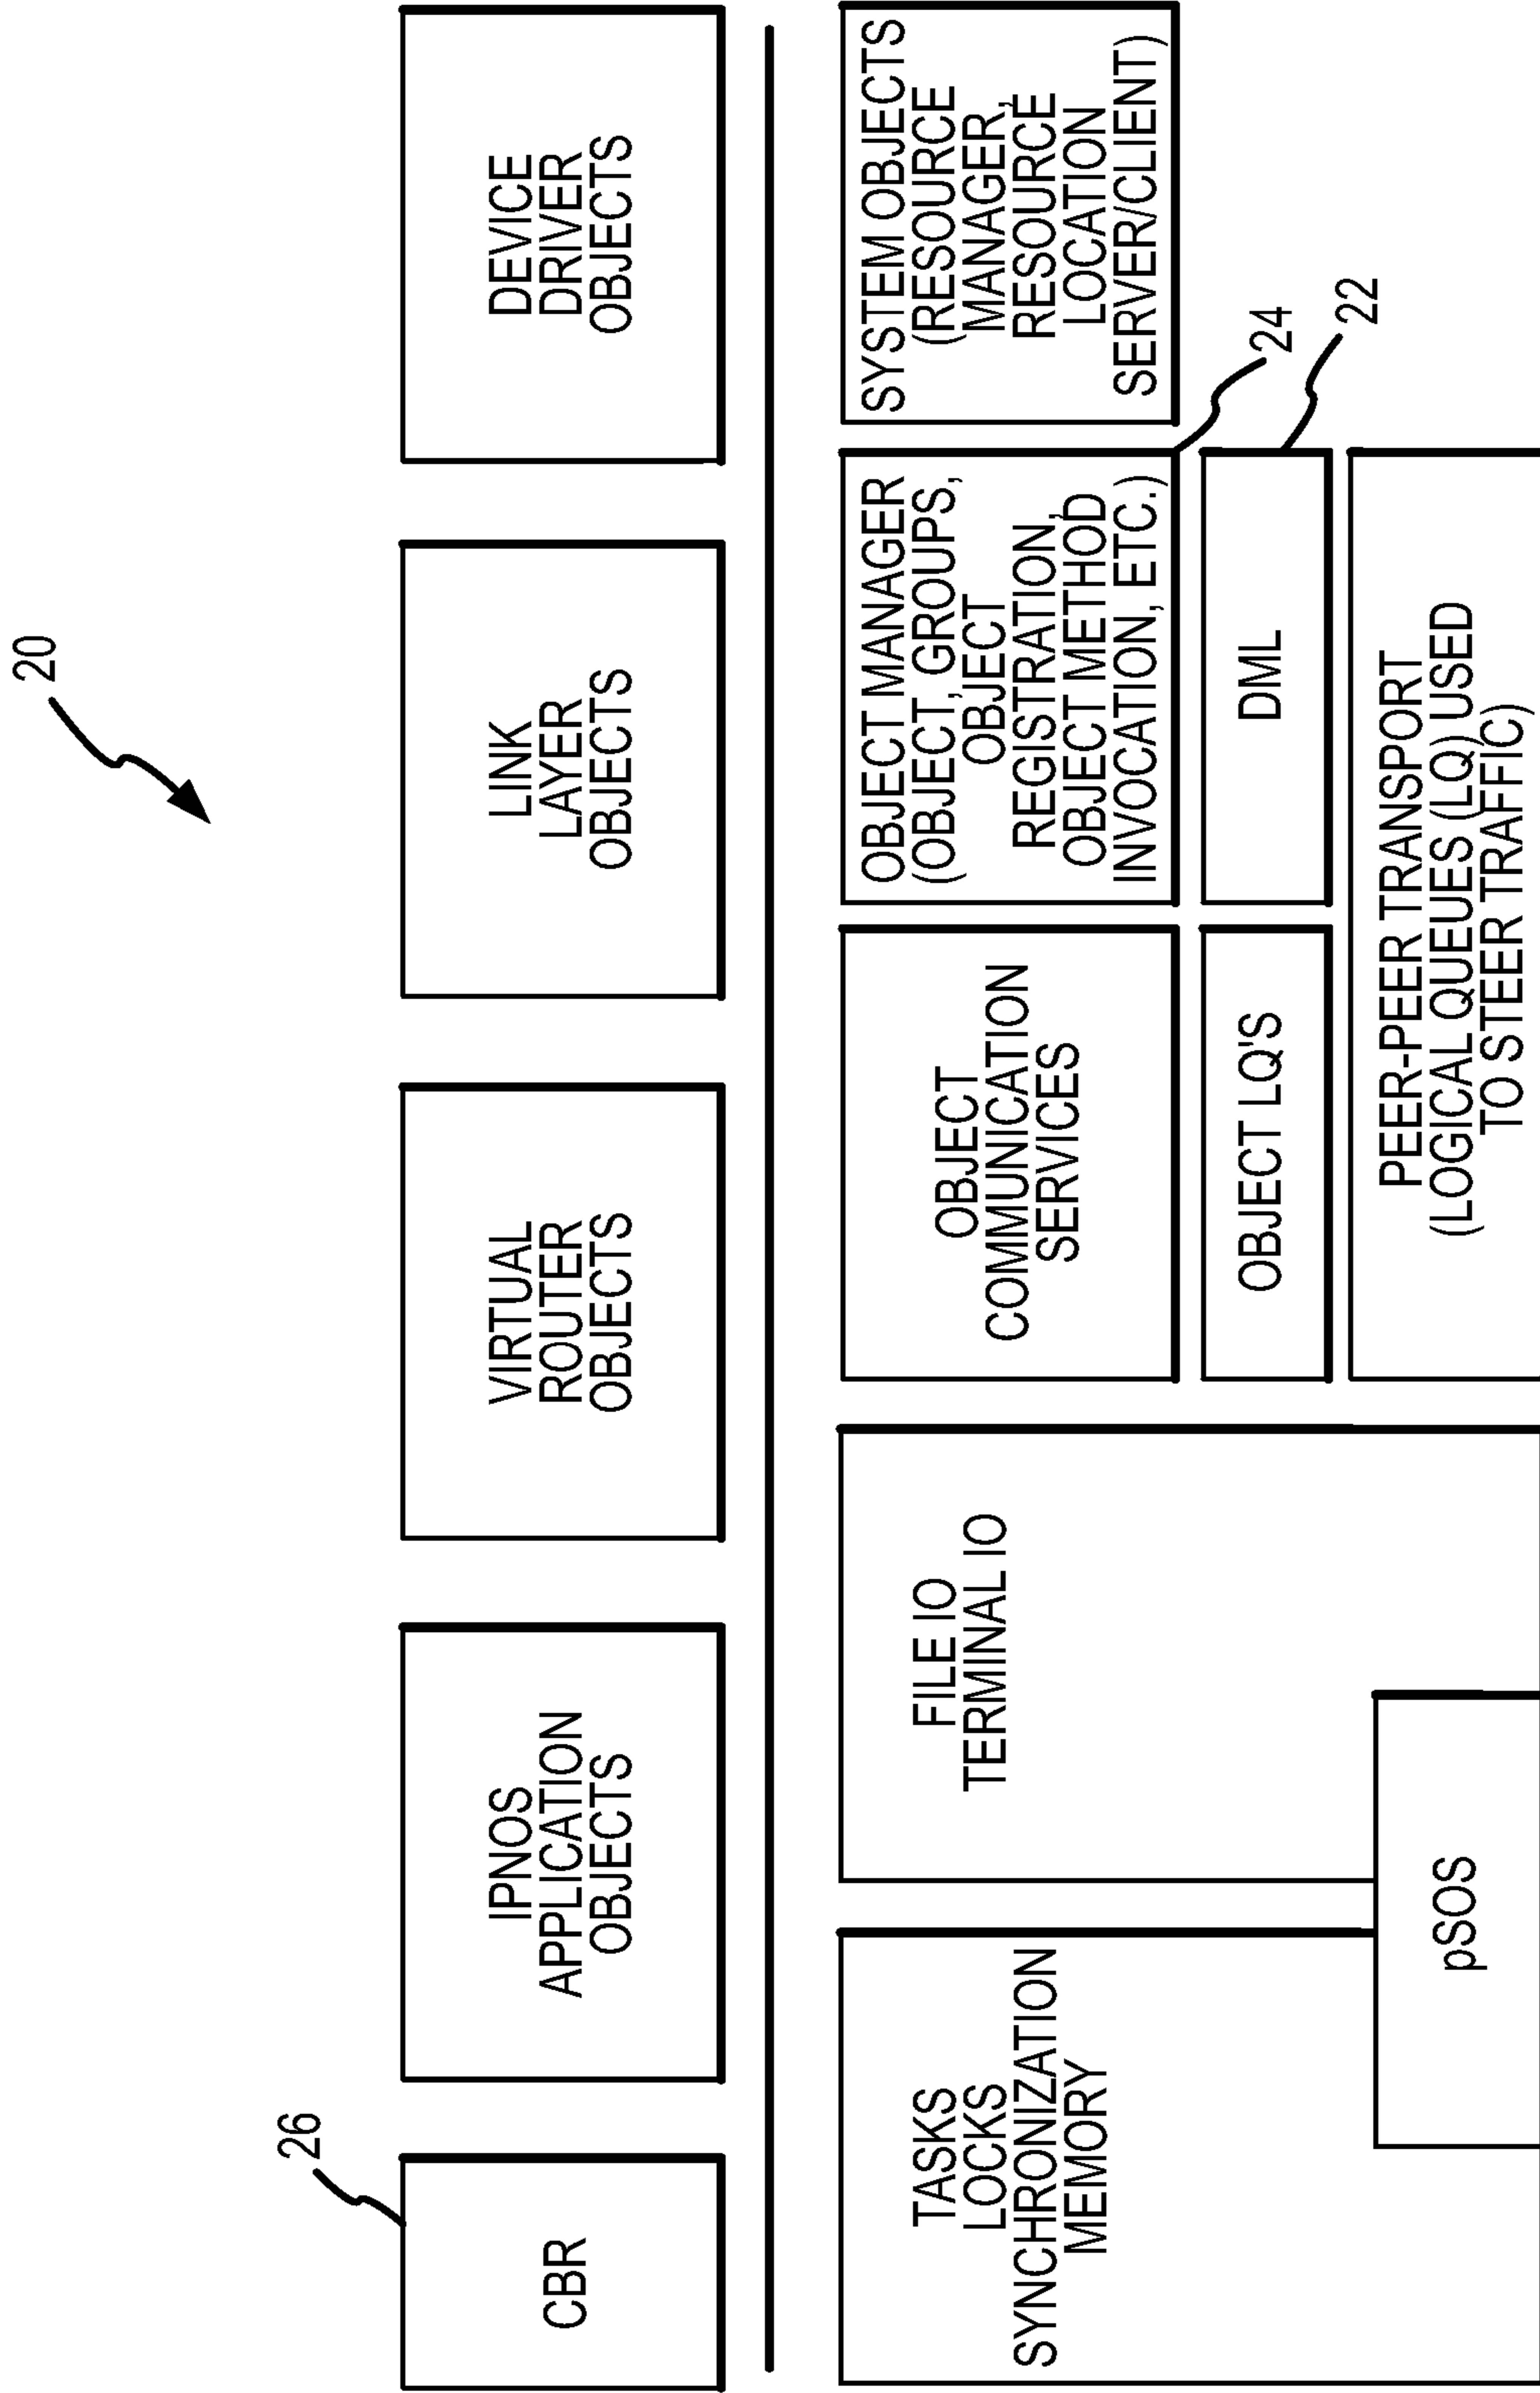 20
26
CBR
IPNOS
APPLICATION
OBJECTS
VIRTUAL
ROUTER
OBJECTS
LINK
LAYER
OBJECTS
DEVICE
DRIVER
OBJECTS
TASKS
LOCKS
SYNCHRONIZATION
MEMORY
FILE IO
TERMINAL IO
pSOS
OBJECT
COMMUNICATION
SERVICES
OBJECT MANAGER
(OBJECT, GROUPS,
OBJECT
REGISTRATION,
OBJECT METHOD
INVOCATION, ETC.)
SYSTEM OBJECTS
(RESOURCE
MANAGER,
RESOURCE
LOCATION
SERVER/CLIENT)
24
22
OBJECT LQ'S
DML
PEER-PEER TRANSPORT
(LOGICAL QUEUES (LQ) USED
TO STEER TRAFFIC)